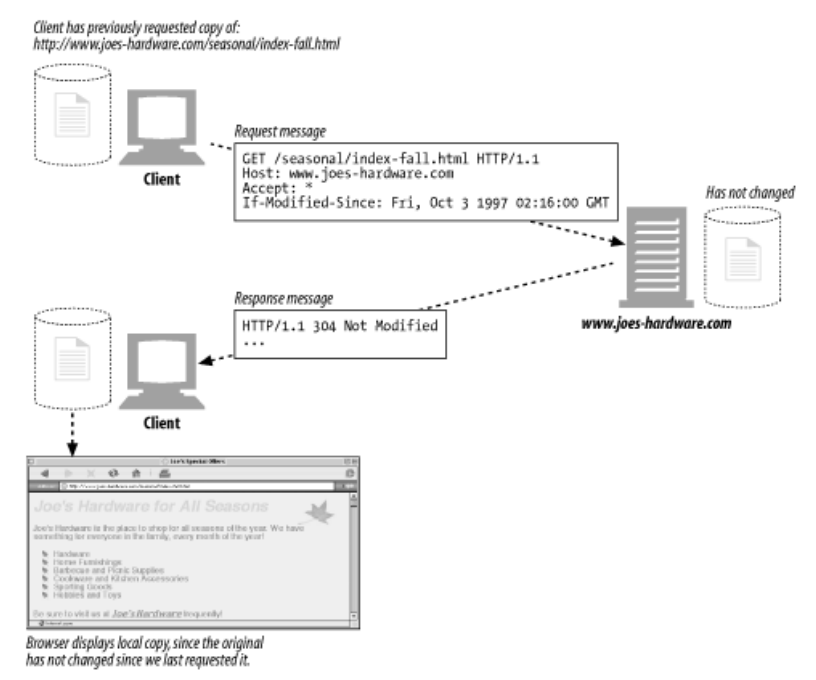 Client has previously requested copy of:
http://www.joes-hardware.com/seasonal/index-fall.html
Request message
GET /seasonal/index-fall.html HTTP/1.1
Host: www.joes-hardware.com
Accept: *
If-Modified-Since: Fri, Oct 3 1997 02:16:00 GMT
Client
Has not changed
www.joes-hardware.com
Response message
HTTP/1.1 304 Not Modified
...
Client
Joe's Special Offers
Joe's Hardware for All Seasons
Joe's Hardware is the place to shop for all seasons of the year. We have
something for everyone in the family, every month of the year!
Hardware
Home Furnishings
Barbecue and Picnic Supplies
Cookware and Kitchen Accessories
Sporting Goods
Hobbies and Toys
Be sure to visit us at Joe's Hardware frequently!
Browser displays local copy, since the original
has not changed since we last requested it.